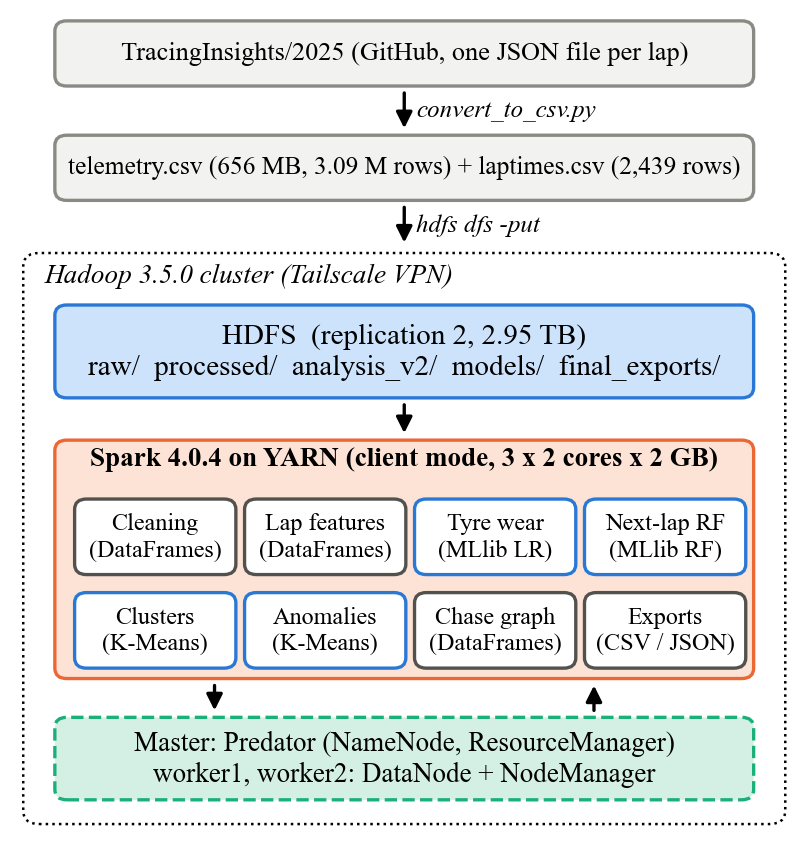 TracingInsights/2025 (GitHub, one JSON file per lap)
convert_to_csv.py
telemetry.csv (656 MB, 3.09 M rows) + laptimes.csv (2,439 rows)
hdfs dfs -put
Hadoop 3.5.0 cluster (Tailscale VPN)
HDFS (replication 2, 2.95 TB)
raw/ processed/ analysis_v2/ models/ final_exports/
Spark 4.0.4 on YARN (client mode, 3 x 2 cores x 2 GB)
Cleaning
(DataFrames)
Lap features
(DataFrames)
Tyre wear
(MLlib LR)
Next-lap RF
(MLlib RF)
Clusters
(K-Means)
Anomalies
(K-Means)
Chase graph
(DataFrames)
Exports
(CSV / JSON)
Master: Predator (NameNode, ResourceManager)
worker1, worker2: DataNode + NodeManager